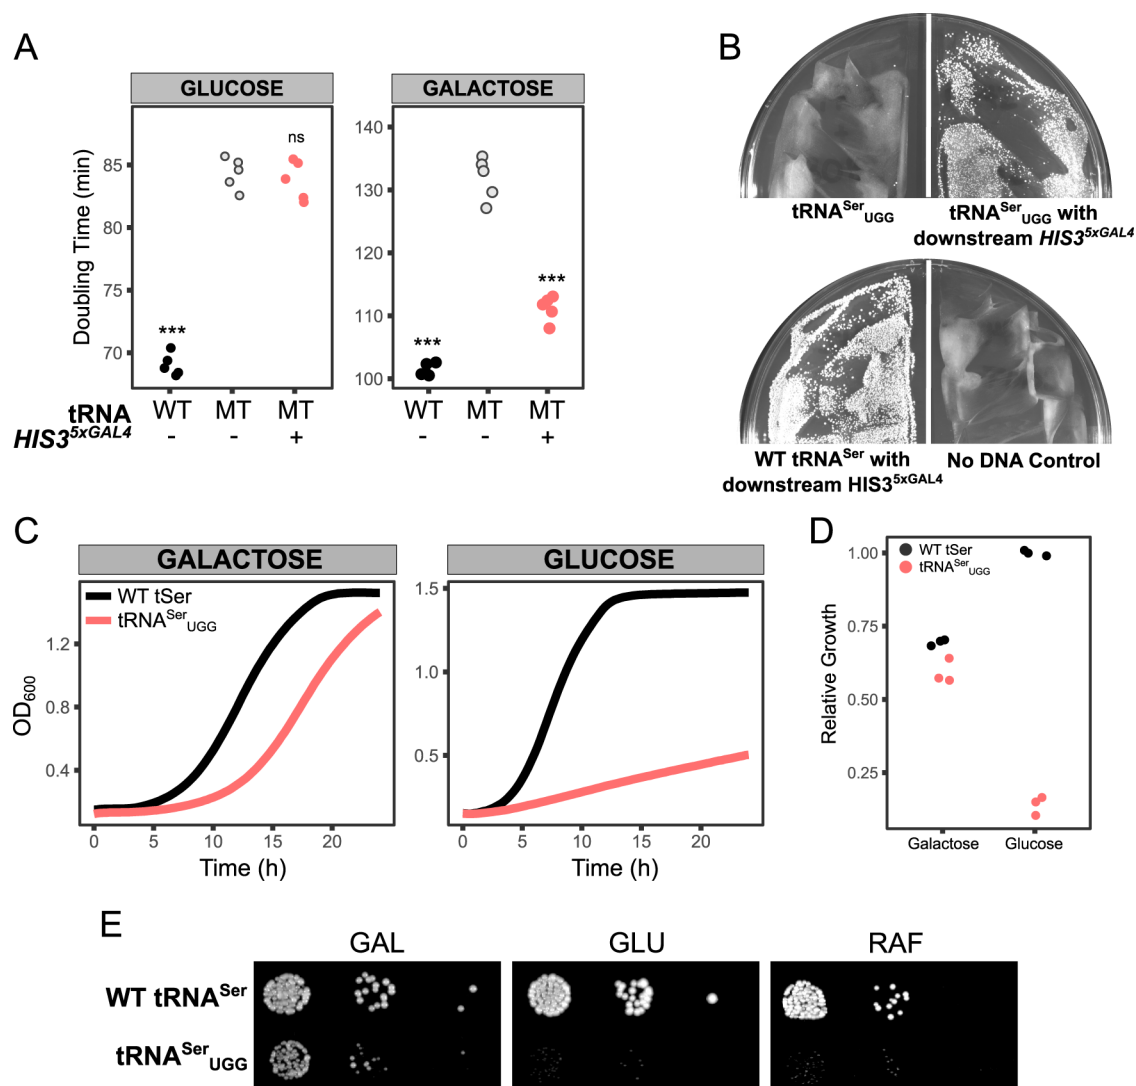 A
GLUCOSE
GALACTOSE
Doubling Time (min)
85
80
75
70
140
130
120
110
100
***
ns
***
***
tRNA WT MT MT WT MT MT
HIS3^5xGAL4 - - + - - +
B
tRNA^Ser_UGG
tRNA^Ser_UGG with
downstream HIS3^5xGAL4
WT tRNA^Ser with
downstream HIS3^5xGAL4
No DNA Control
C
GALACTOSE
GLUCOSE
WT tSer
tRNA^Ser_UGG
OD_600
1.2
0.8
0.4
0 5 10 15 20
Time (h)
1.5
1.0
0.5
0 5 10 15 20
Time (h)
D
WT tSer
tRNA^Ser_UGG
Relative Growth
1.00
0.75
0.50
0.25
Galactose Glucose
E
GAL GLU RAF
WT tRNA^Ser
tRNA^Ser_UGG